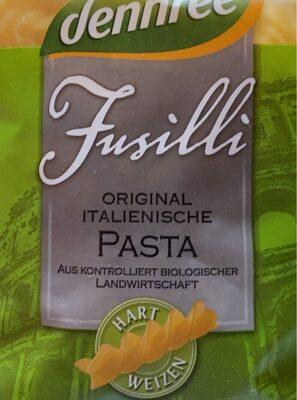 dennree
Fusilli
ORIGINAL
ITALIENISCHE
PASTA
AUS KONTROLLIERT BIOLOGISCHER
LANDWIRTSCHAFT
HART
WEIZEN